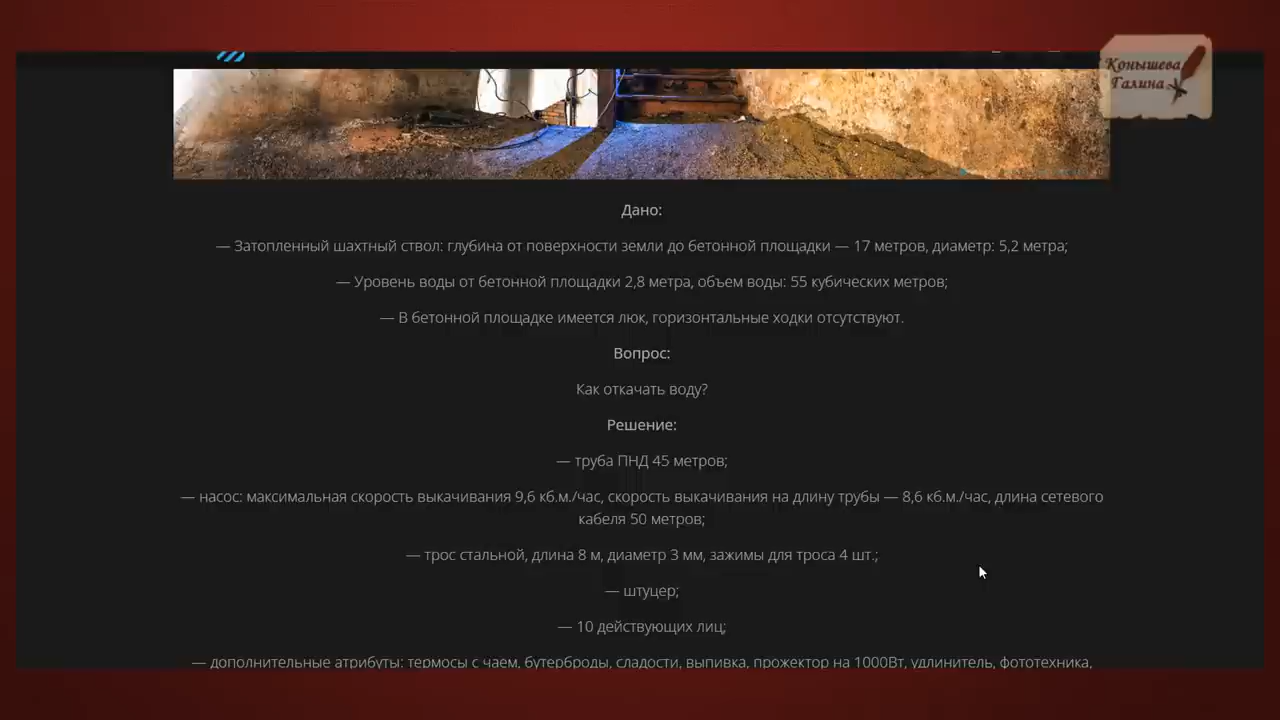 Конышева
Галина
Дано:
— Затопленный шахтный ствол: глубина от поверхности земли до бетонной площадки — 17 метров, диаметр: 5,2 метра;
— Уровень воды от бетонной площадки 2,8 метра, объем воды: 55 кубических метров;
— В бетонной площадке имеется люк, горизонтальные ходки отсутствуют.
Вопрос:
Как откачать воду?
Решение:
— труба ПНД 45 метров;
— насос: максимальная скорость выкачивания 9,6 кб.м./час, скорость выкачивания на длину трубы — 8,6 кб.м./час, длина сетевого
кабеля 50 метров;
— трос стальной, длина 8 м, диаметр 3 мм, зажимы для троса 4 шт.;
— штуцер;
— 10 действующих лиц;
— дополнительные атрибуты: термосы с чаем, бутерброды, сладости, выпивка, прожектор на 1000Вт, удлинитель, фототехника,